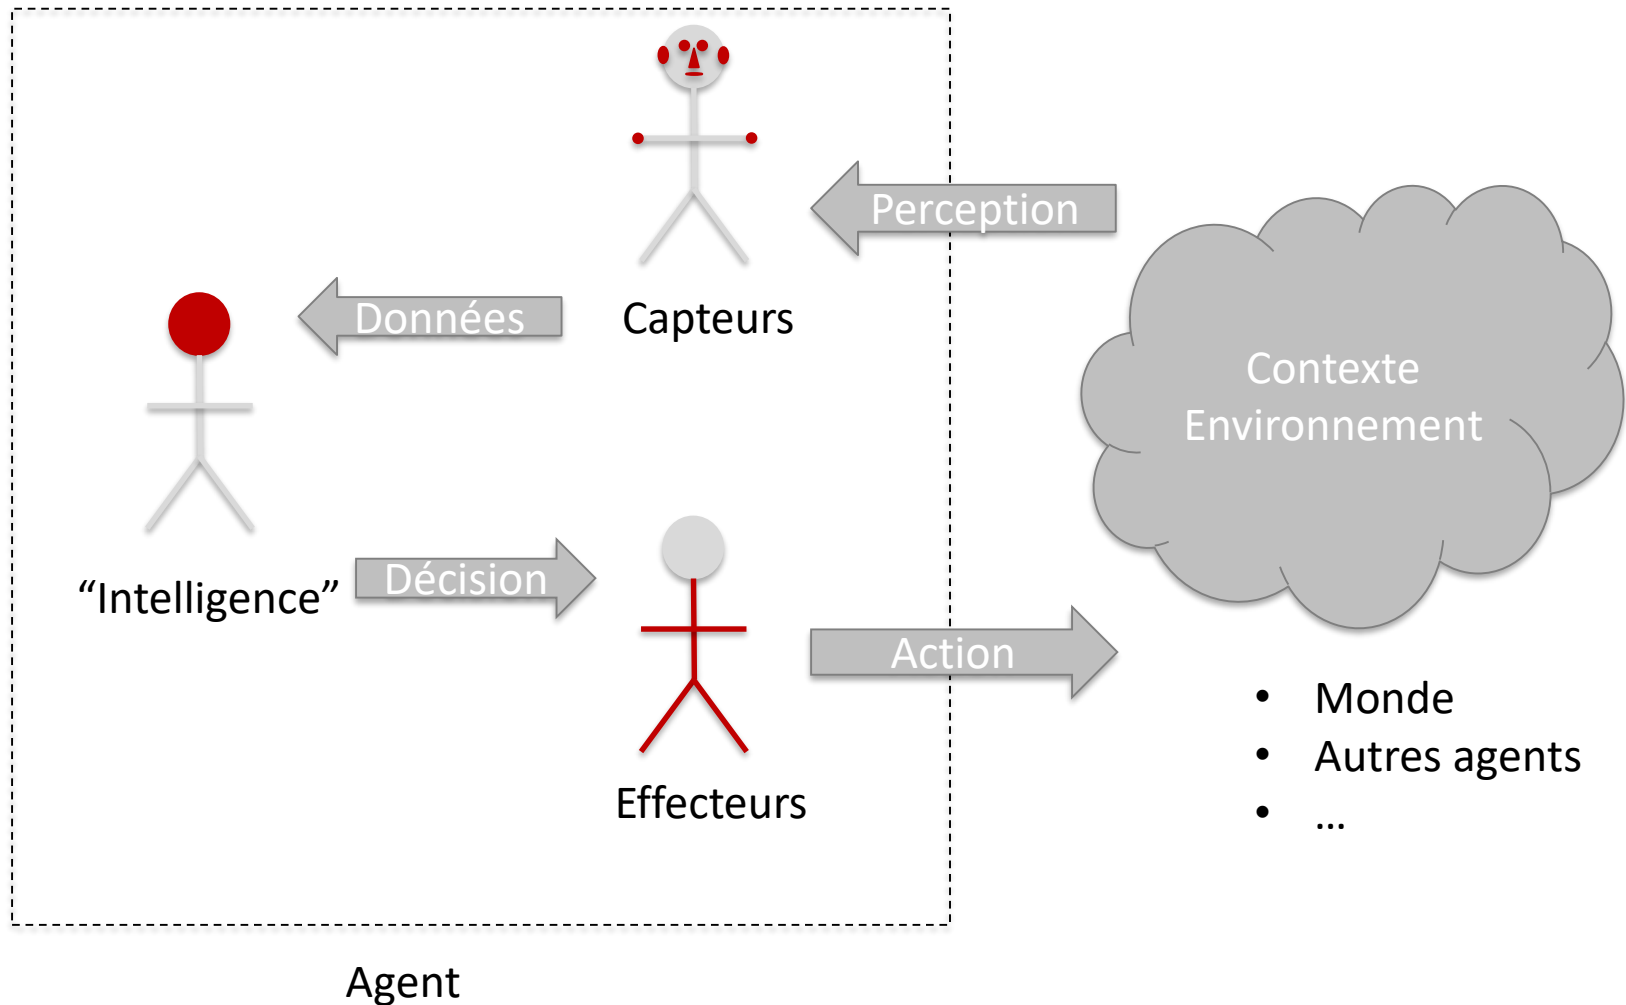 Perception
Données
Capteurs
Contexte
Environnement
“Intelligence”
Décision
Action
Effecteurs
• Monde
• Autres agents
• …
Agent